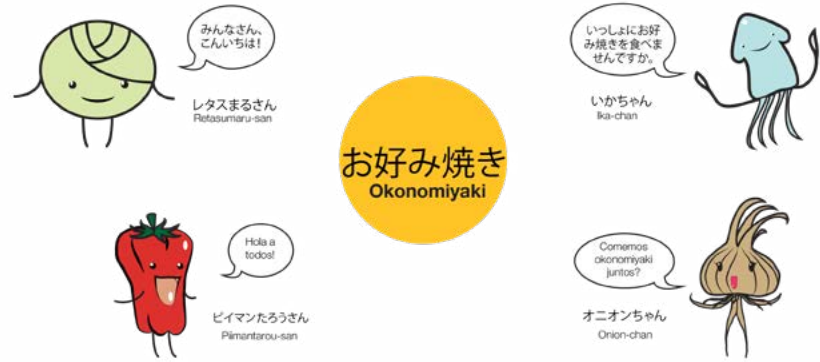 みんなさん、
こんいちは!
レタスまるさん
Retasumaru-san
いっしょにお好
み焼きを食べま
せんですか。
いかちゃん
Ika-chan
お好み焼き
Okonomiyaki
Hola a
todos!
ピイマンたろうさん
Piimantarou-san
Comemos
okonomiyaki
juntos?
オニオンちゃん
Onion-chan